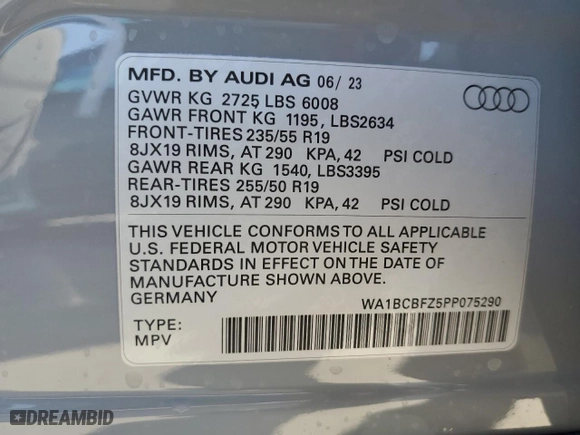 MFD. BY AUDI AG 06/ 23
GVWR KG 2725 LBS 6008
GAWR FRONT KG 1195, LBS2634
FRONT-TIRES 235/55 R19
8JX19 RIMS, AT 290 KPA, 42 PSI COLD
GAWR REAR KG 1540, LBS3395
REAR-TIRES 255/50 R19
8JX19 RIMS, AT 290 KPA, 42 PSI COLD
THIS VEHICLE CONFORMS TO ALL APPLICABLE
U.S. FEDERAL MOTOR VEHICLE SAFETY
STANDARDS IN EFFECT ON THE DATE OF
MANUFACTURE SHOWN ABOVE.
GERMANY
WA1BCBFZ5PP075290
TYPE:
MPV
DREAMBID